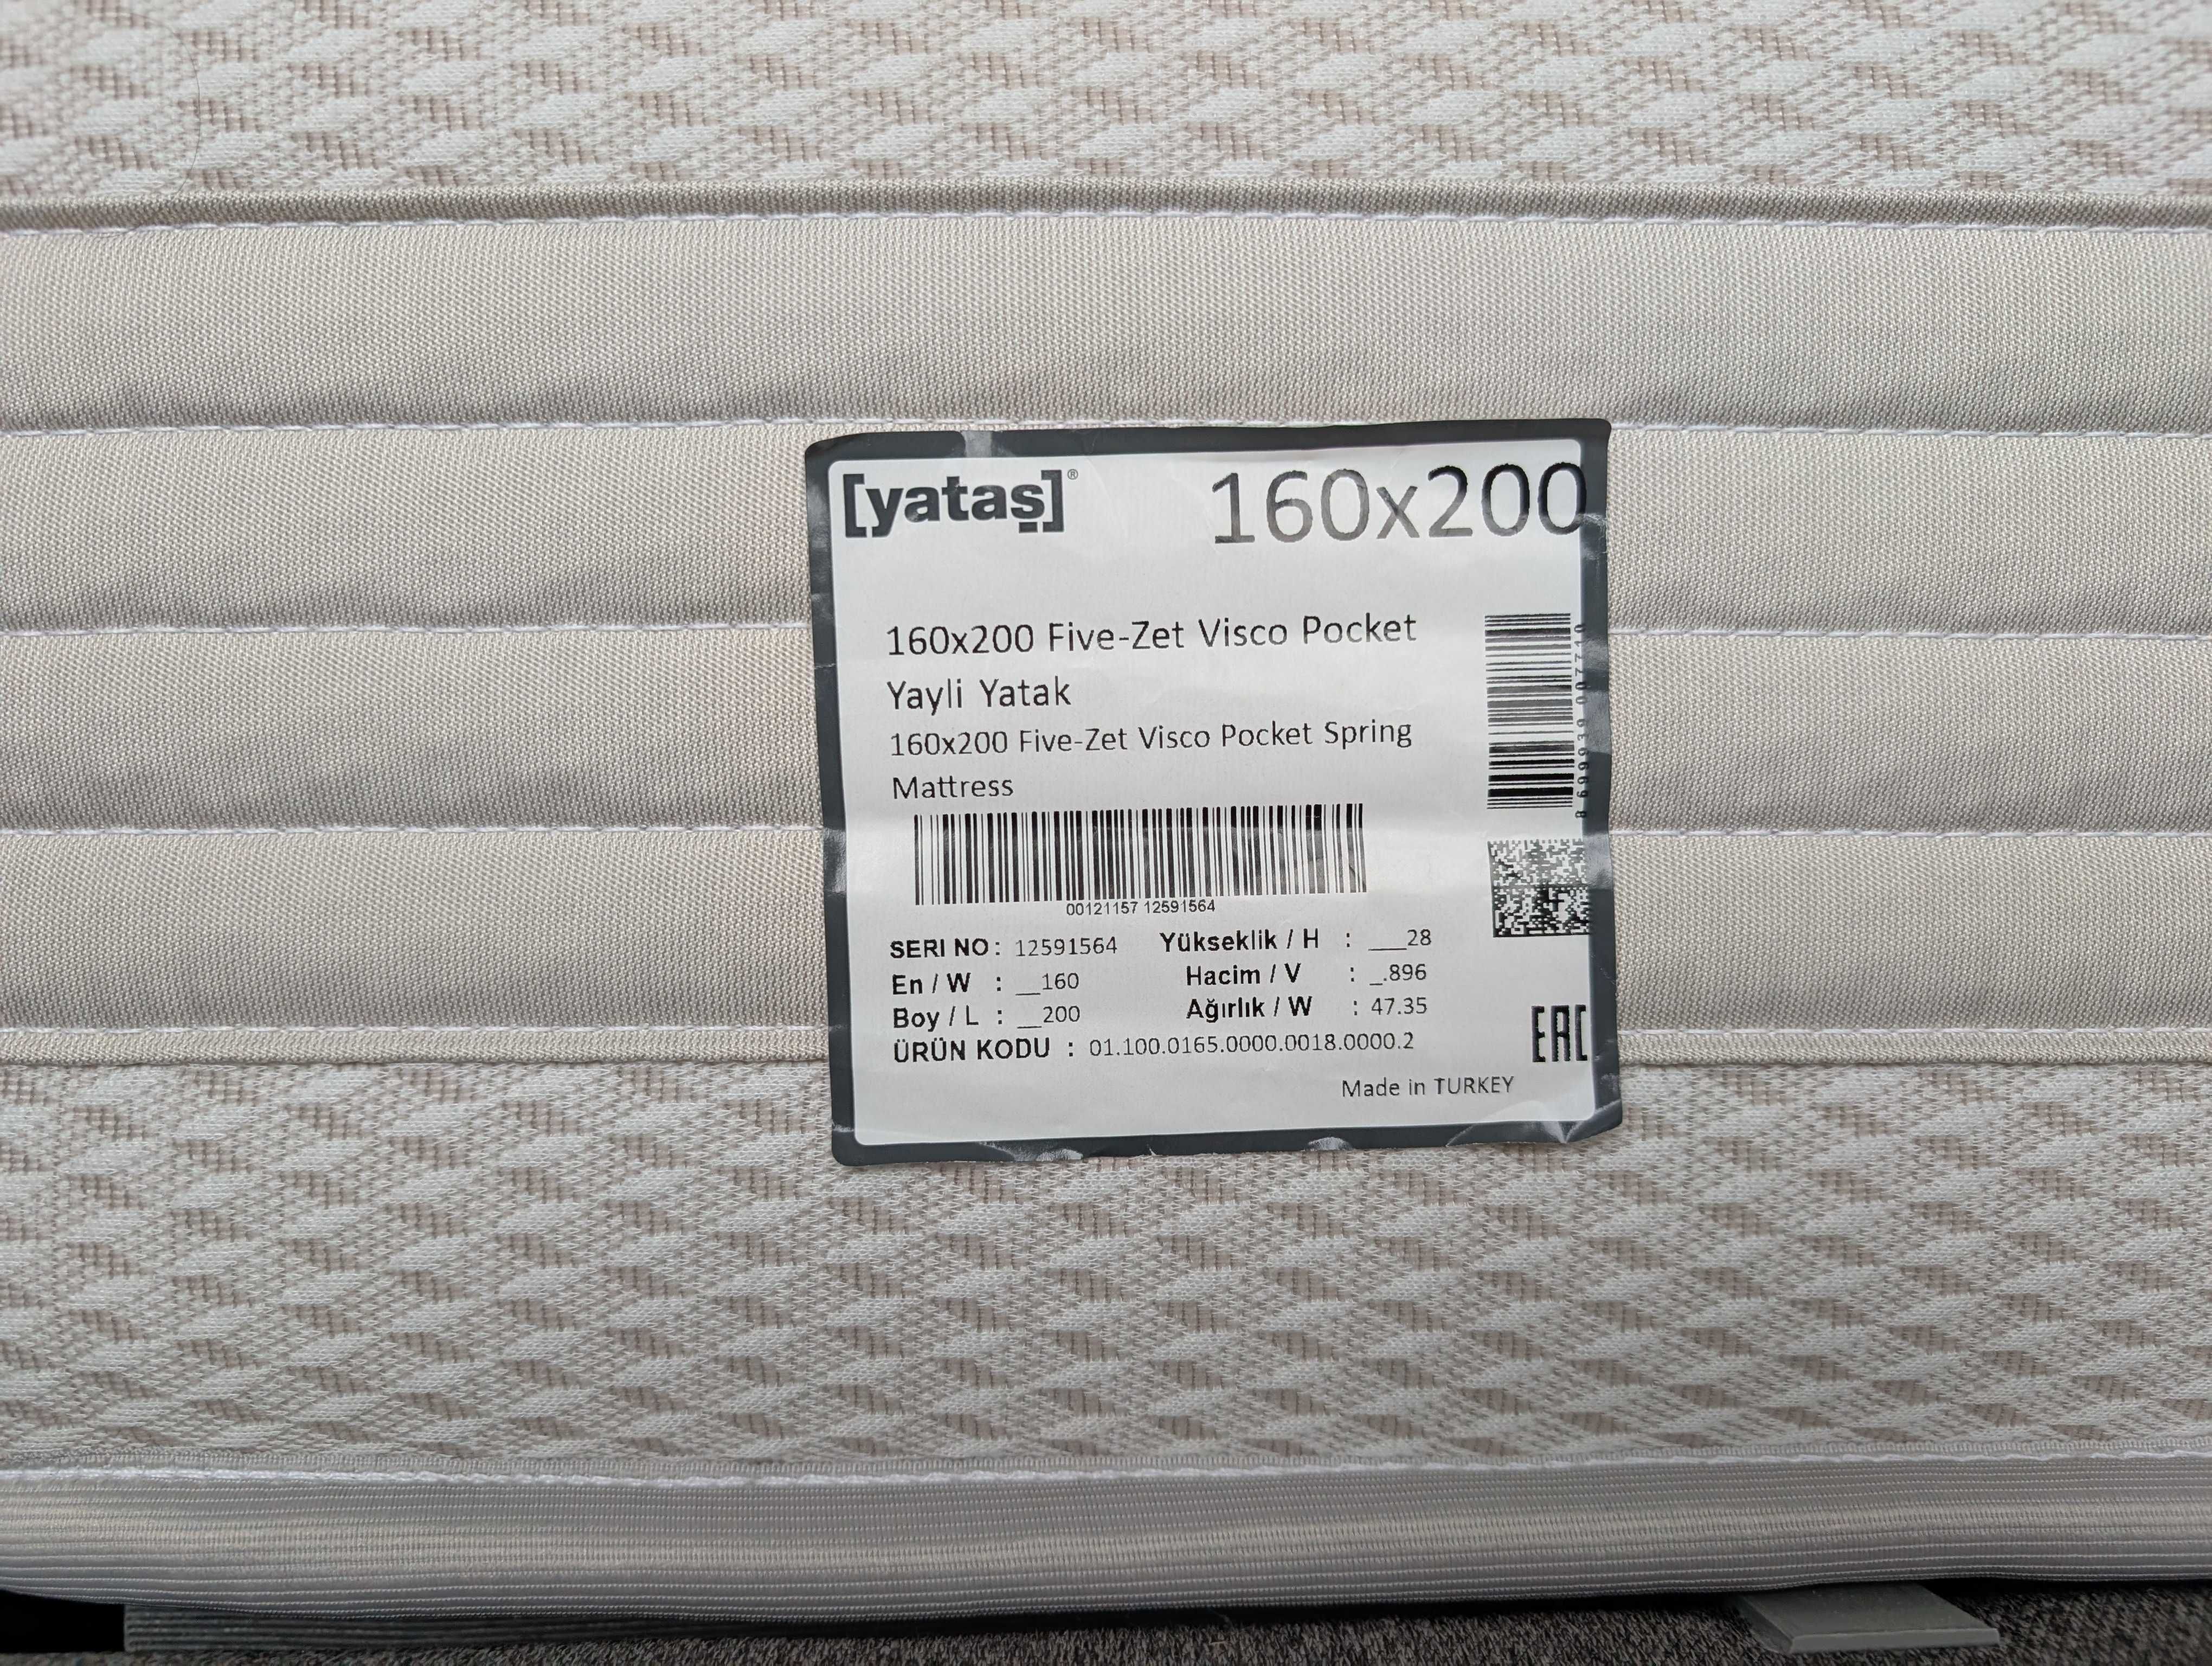 [yataş]®
160x200
160x200 Five-Zet Visco Pocket
Yayli Yatak
160x200 Five-Zet Visco Pocket Spring
Mattress
00121157 12591564
SERI NO : 12591564
Yükseklik / H : ___28
En / W : __160
Hacim / V : _.896
Boy / L : __200
Ağırlık / W : 47.35
ÜRÜN KODU : 01.100.0165.0000.0018.0000.2
EAC
Made in TURKEY